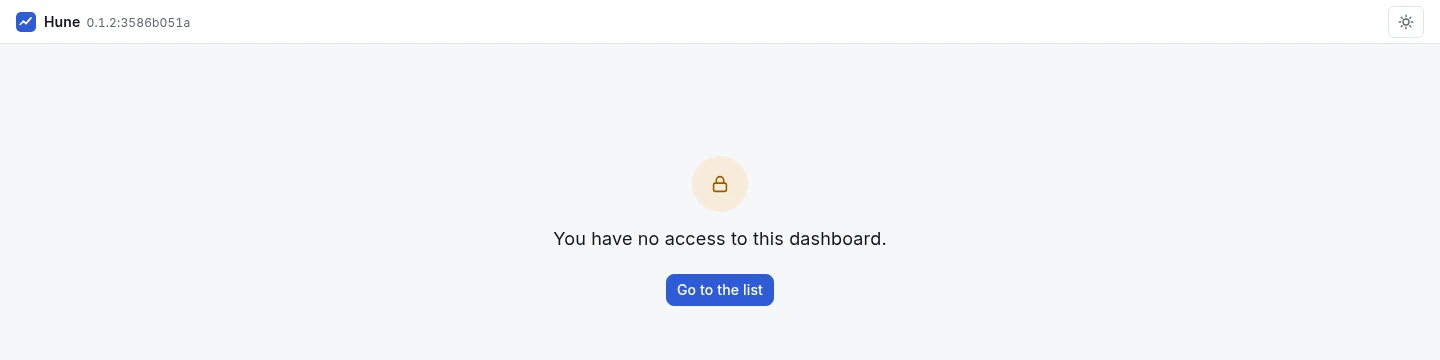 Hune 0.1.2:3586b051a
You have no access to this dashboard.
Go to the list